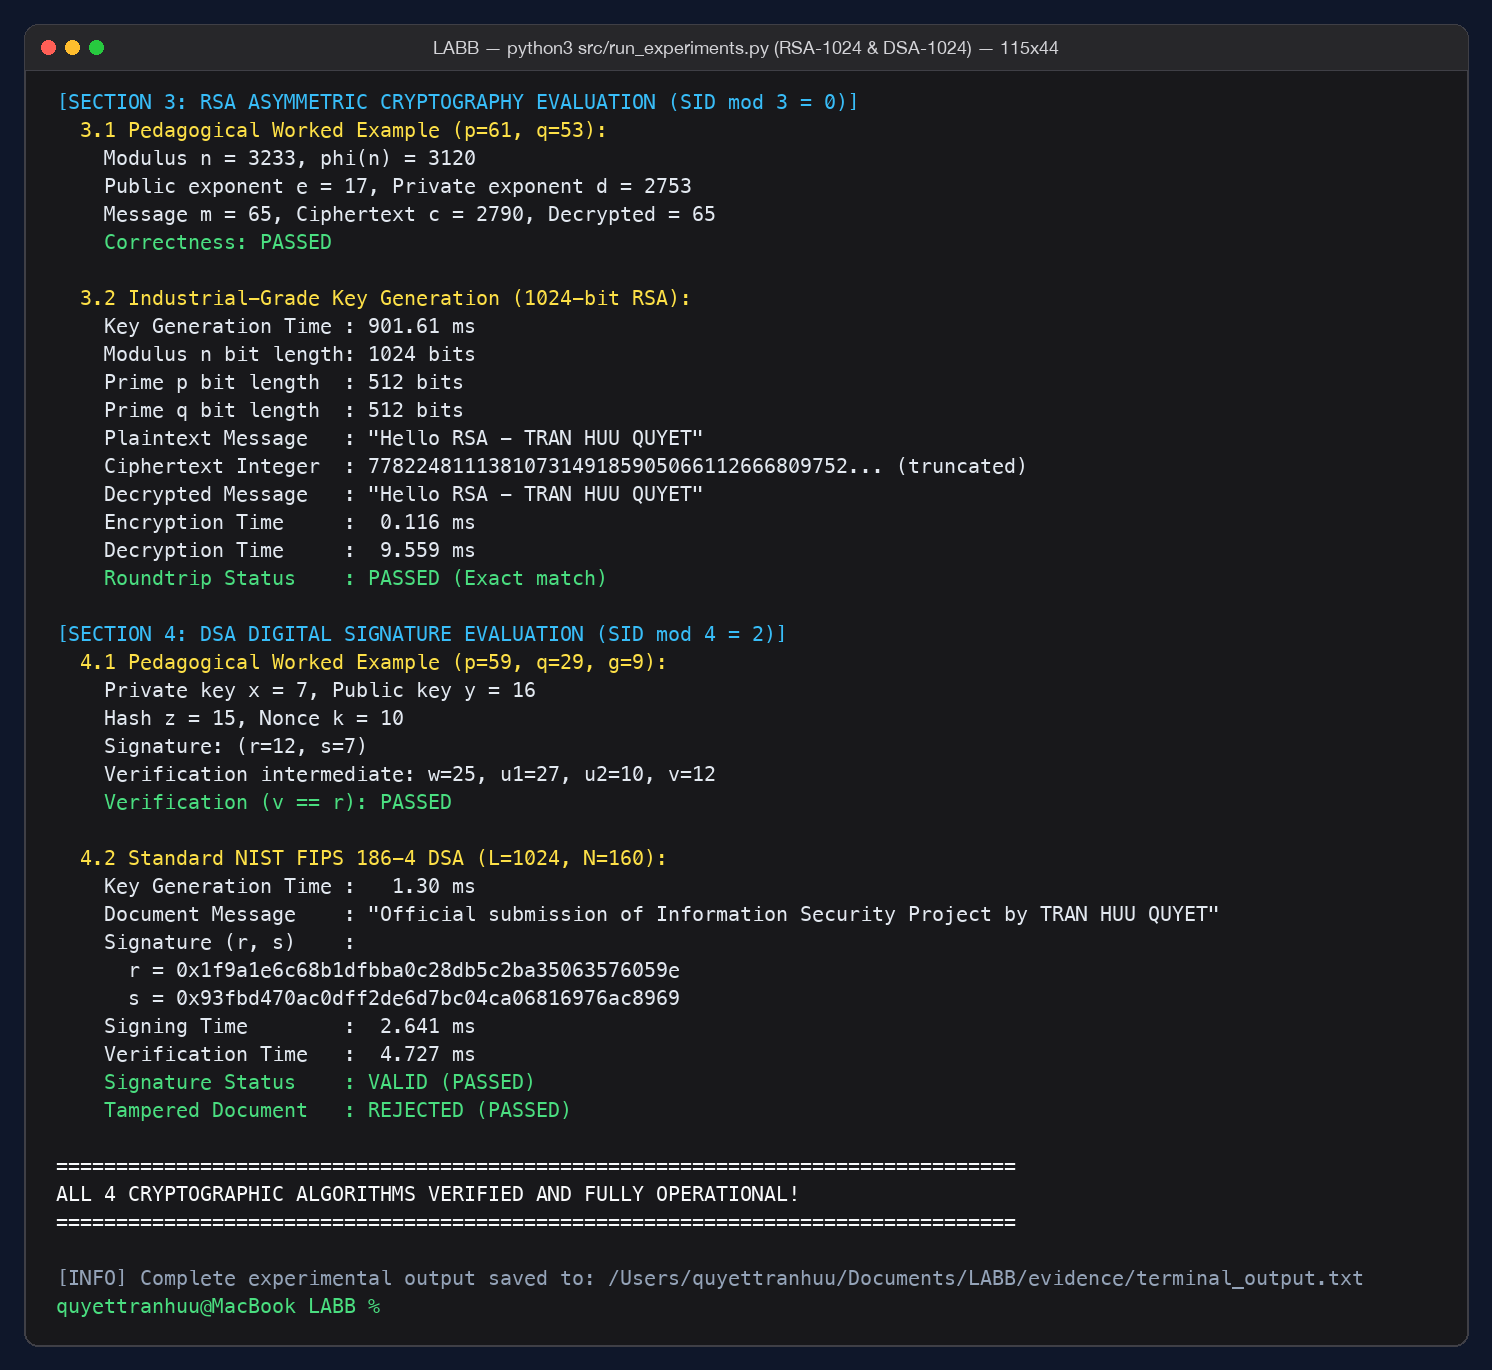 LABB — python3 src/run_experiments.py (RSA-1024 & DSA-1024) — 115x44
[SECTION 3: RSA ASYMMETRIC CRYPTOGRAPHY EVALUATION (SID mod 3 = 0)]
3.1 Pedagogical Worked Example (p=61, q=53):
Modulus n = 3233, phi(n) = 3120
Public exponent e = 17, Private exponent d = 2753
Message m = 65, Ciphertext c = 2790, Decrypted = 65
Correctness: PASSED
3.2 Industrial-Grade Key Generation (1024-bit RSA):
Key Generation Time : 901.61 ms
Modulus n bit length: 1024 bits
Prime p bit length  : 512 bits
Prime q bit length  : 512 bits
Plaintext Message   : "Hello RSA - TRAN HUU QUYET"
Ciphertext Integer  : 7782248111381073149185905066112666809752... (truncated)
Decrypted Message   : "Hello RSA - TRAN HUU QUYET"
Encryption Time     :  0.116 ms
Decryption Time     :  9.559 ms
Roundtrip Status    : PASSED (Exact match)
[SECTION 4: DSA DIGITAL SIGNATURE EVALUATION (SID mod 4 = 2)]
4.1 Pedagogical Worked Example (p=59, q=29, g=9):
Private key x = 7, Public key y = 16
Hash z = 15, Nonce k = 10
Signature: (r=12, s=7)
Verification intermediate: w=25, u1=27, u2=10, v=12
Verification (v == r): PASSED
4.2 Standard NIST FIPS 186-4 DSA (L=1024, N=160):
Key Generation Time :   1.30 ms
Document Message    : "Official submission of Information Security Project by TRAN HUU QUYET"
Signature (r, s)    :
r = 0x1f9a1e6c68b1dfbba0c28db5c2ba35063576059e
s = 0x93fbd470ac0dff2de6d7bc04ca06816976ac8969
Signing Time        :  2.641 ms
Verification Time   :  4.727 ms
Signature Status    : VALID (PASSED)
Tampered Document   : REJECTED (PASSED)
================================================================================
ALL 4 CRYPTOGRAPHIC ALGORITHMS VERIFIED AND FULLY OPERATIONAL!
================================================================================
[INFO] Complete experimental output saved to: /Users/quyettranhuu/Documents/LABB/evidence/terminal_output.txt
quyettranhuu@MacBook LABB %